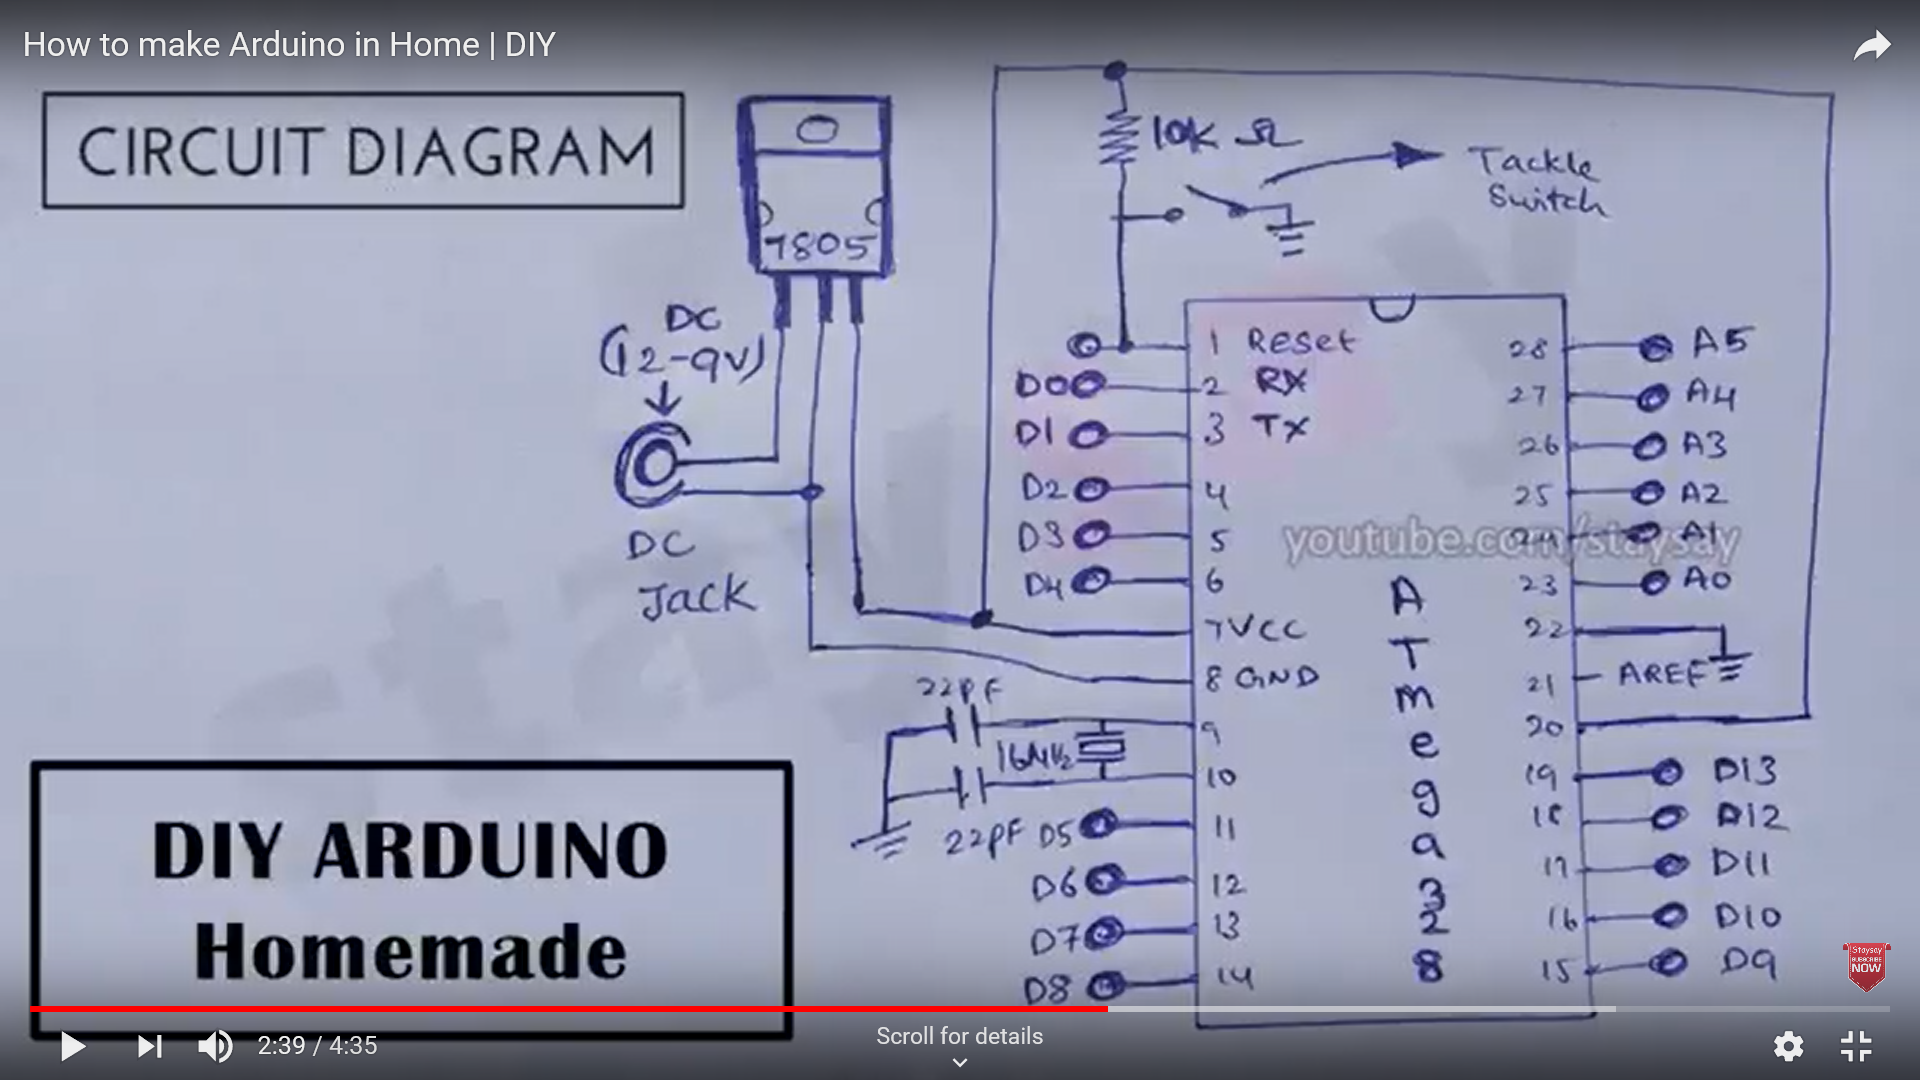 How to make Arduino in Home | DIY
CIRCUIT DIAGRAM
7805
10K Ω
Tackle
Switch
DC
(12-9V)
DC
Jack
1 Reset
28 A5
D0 2 RX
27 A4
D1 3 Tx
26 A3
D2 4
25 A2
D3 5
24 A1
youtube.com/staysay
D4 6
23 A0
7 VCC
22
8 GND
21 AREF
22PF
9
20
16MHz
10
19 D13
22PF D5 11
18 D12
D6 12
17 D11
D7 13
16 D10
D8 14
15 D9
ATmega328
DIY ARDUINO
Homemade
Staysay
SUBSCRIBE
NOW
2:39 / 4:35
Scroll for details